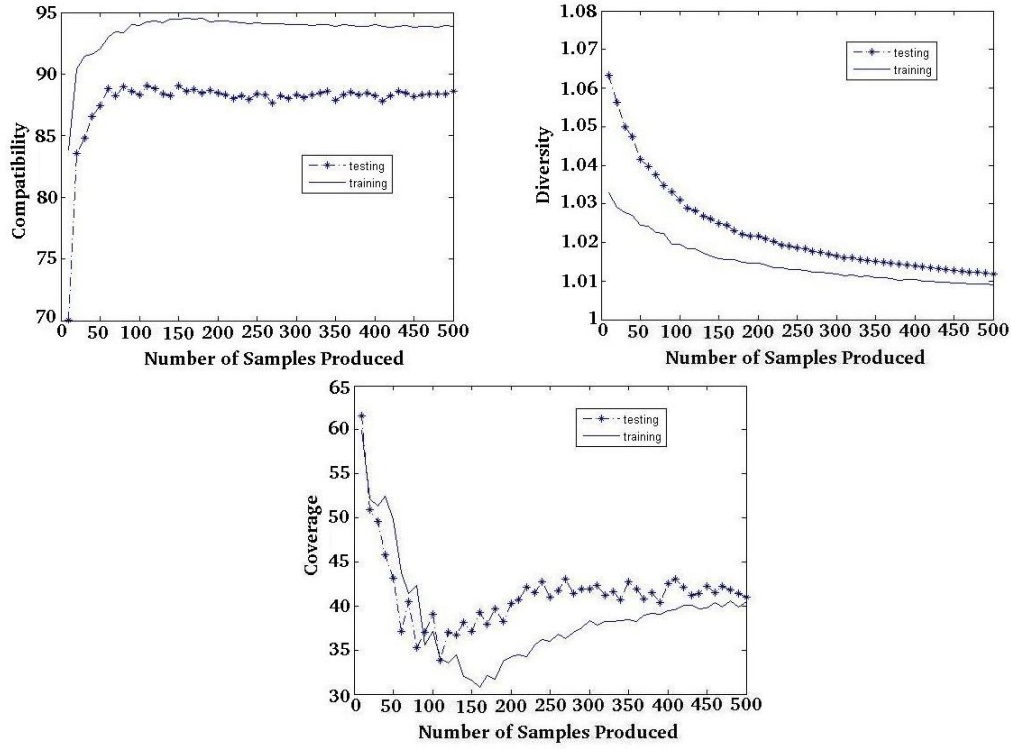 95
90
85
80
75
70
0 50 100 150 200 250 300 350 400 450 500
Compatibility
Number of Samples Produced
testing
training
1.08
1.07
1.06
1.05
1.04
1.03
1.02
1.01
1
0 50 100 150 200 250 300 350 400 450 500
Diversity
Number of Samples Produced
testing
training
65
60
55
50
45
40
35
30
0 50 100 150 200 250 300 350 400 450 500
Coverage
Number of Samples Produced
testing
training